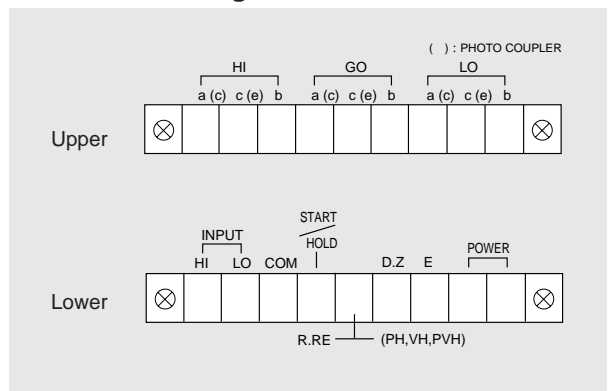 ( ) : PHOTO COUPLER
HI GO LO
a (c) c (e) b a (c) c (e) b a (c) c (e) b
Upper
START
HOLD
INPUT
POWER
HI LO COM D.Z E
Lower
R.RE (PH,VH,PVH)